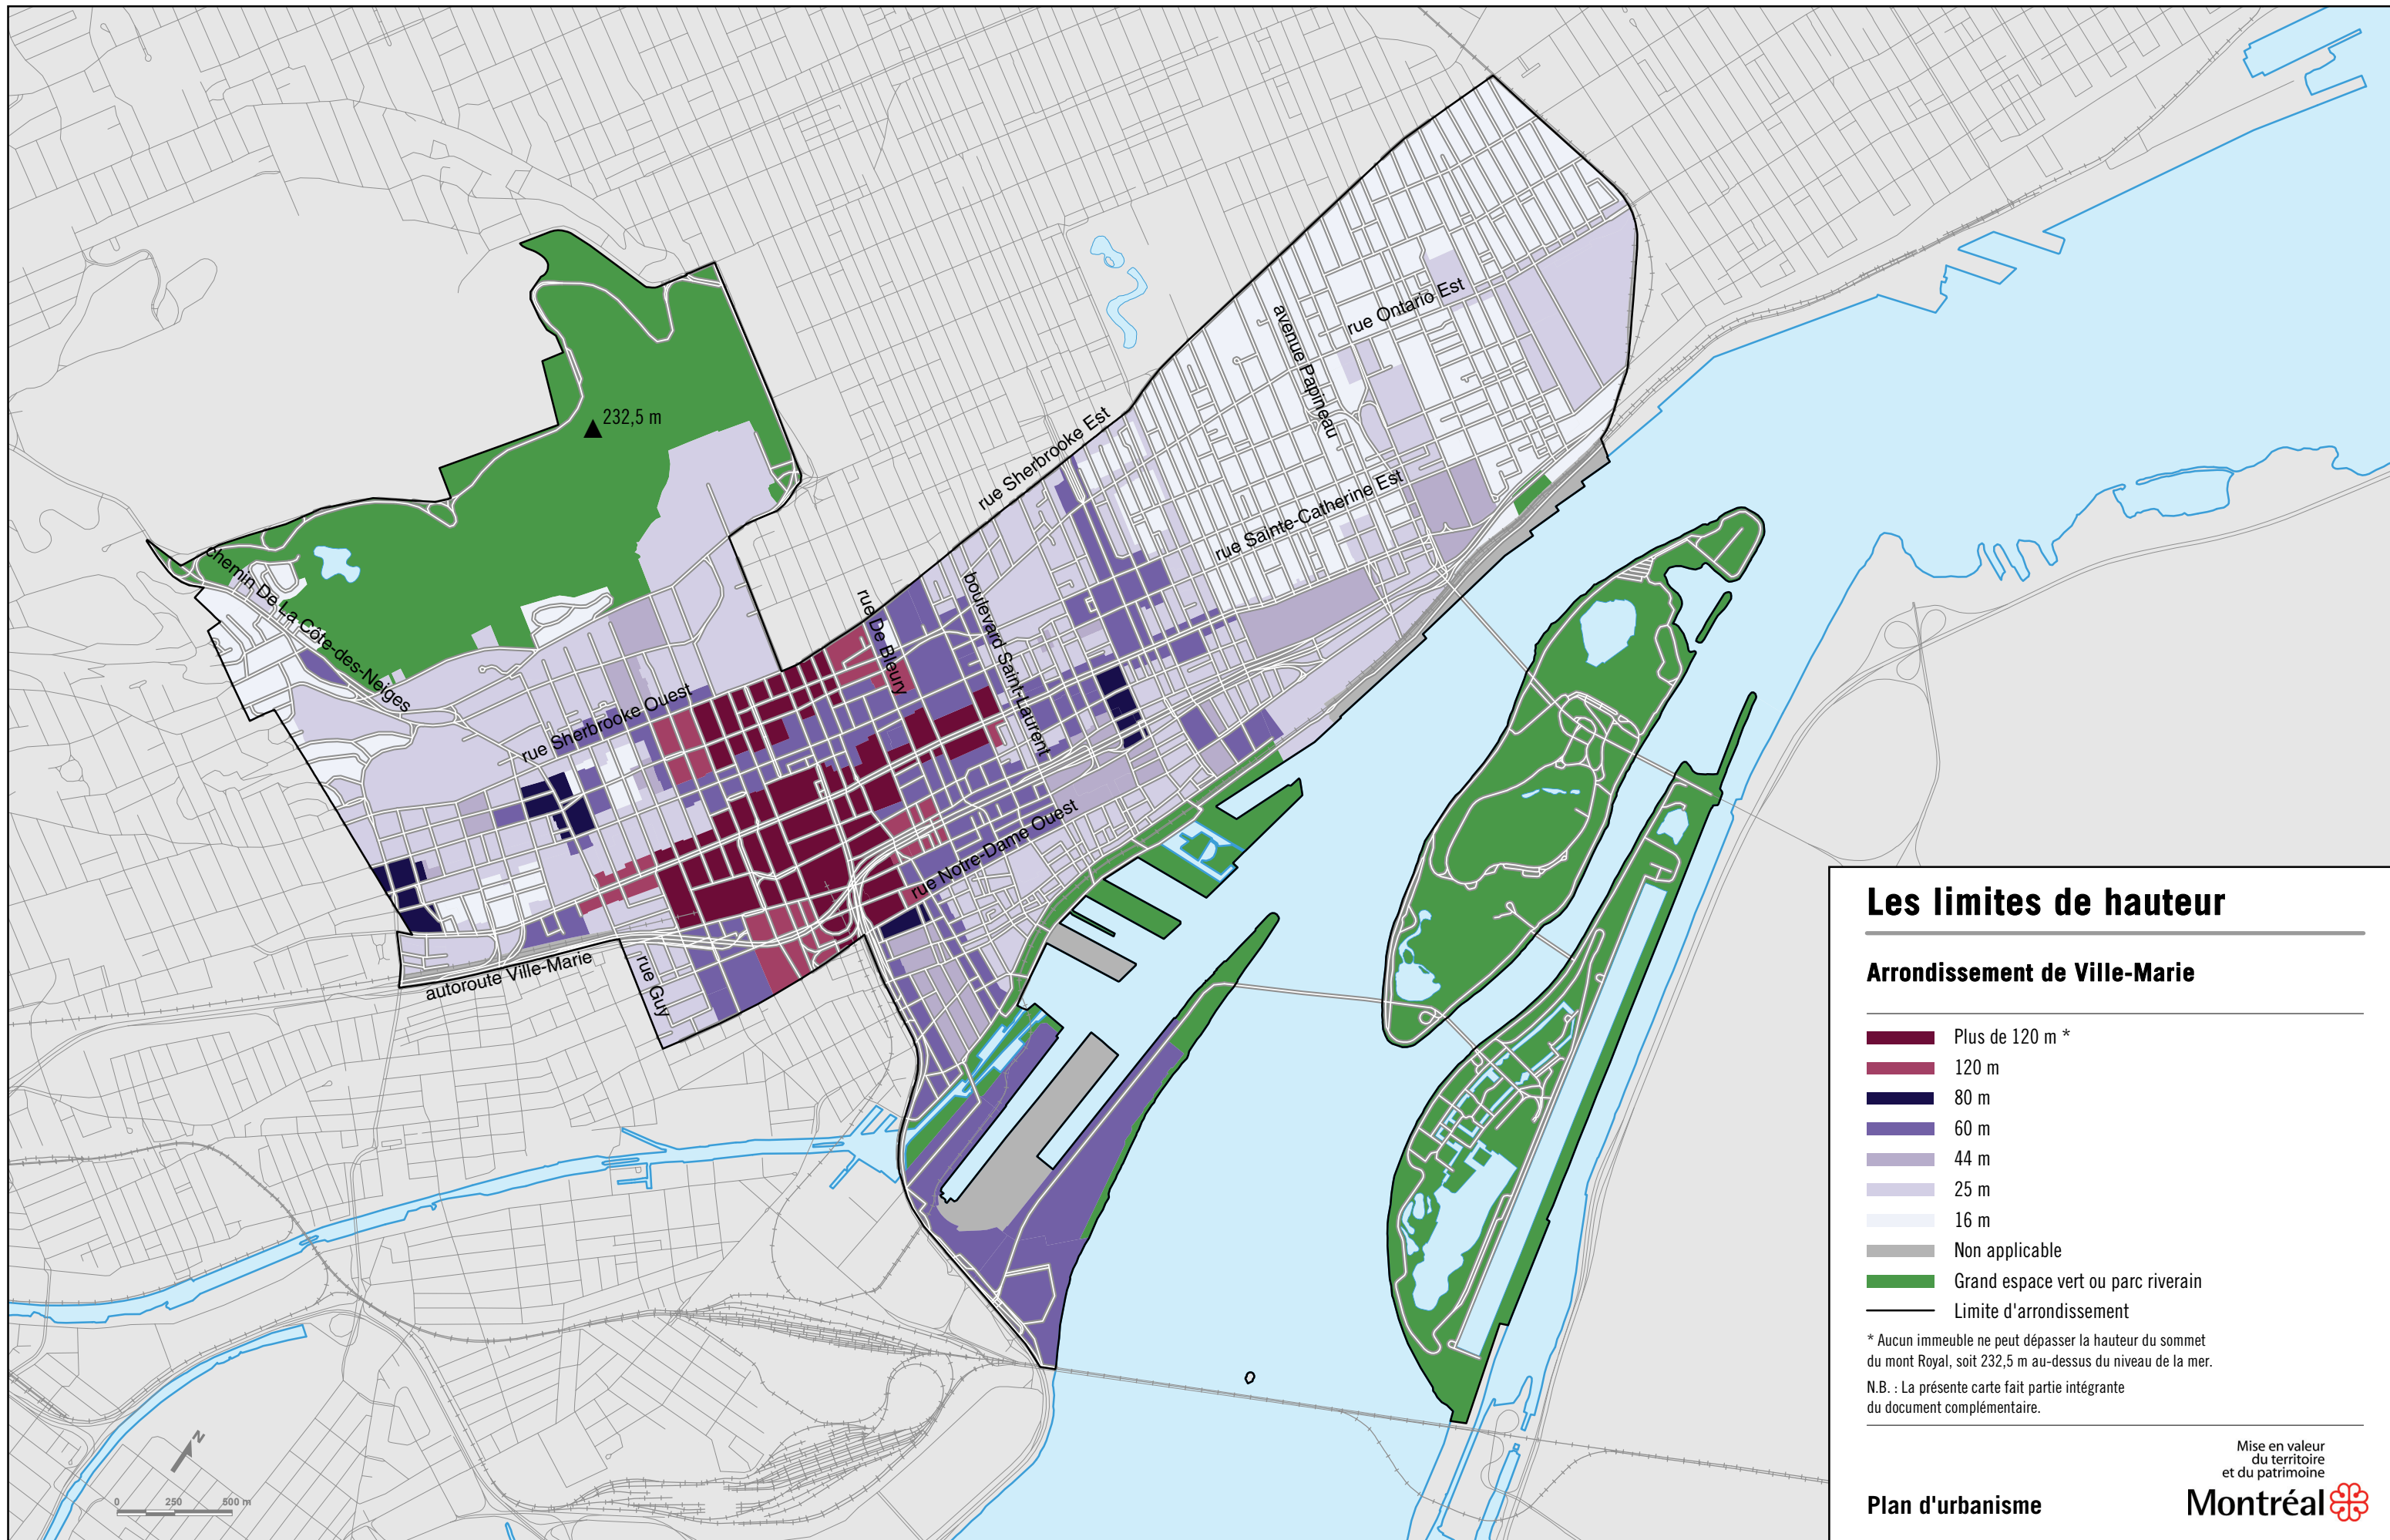 232,5 m
chemin De La Côte-des-Neiges
rue Sherbrooke Ouest
rue Sherbrooke Est
rue De Bleury
boulevard Saint-Laurent
avenue Papineau
rue Ontario Est
rue Sainte-Catherine Est
rue Notre-Dame Ouest
autoroute Ville-Marie
rue Guy
N
0 250 500 m
Les limites de hauteur
Arrondissement de Ville-Marie
Plus de 120 m *
120 m
80 m
60 m
44 m
25 m
16 m
Non applicable
Grand espace vert ou parc riverain
Limite d'arrondissement
* Aucun immeuble ne peut dépasser la hauteur du sommet
du mont Royal, soit 232,5 m au-dessus du niveau de la mer.
N.B. : La présente carte fait partie intégrante
du document complémentaire.
Mise en valeur
du territoire
et du patrimoine
Plan d'urbanisme
Montréal